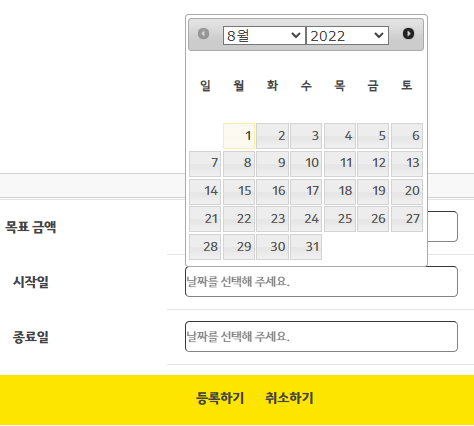 8월 2022
일 월 화 수 목 금 토
1 2 3 4 5 6
7 8 9 10 11 12 13
14 15 16 17 18 19 20
21 22 23 24 25 26 27
28 29 30 31
목표 금액
시작일 날짜를 선택해 주세요.
종료일 날짜를 선택해 주세요.
등록하기 취소하기